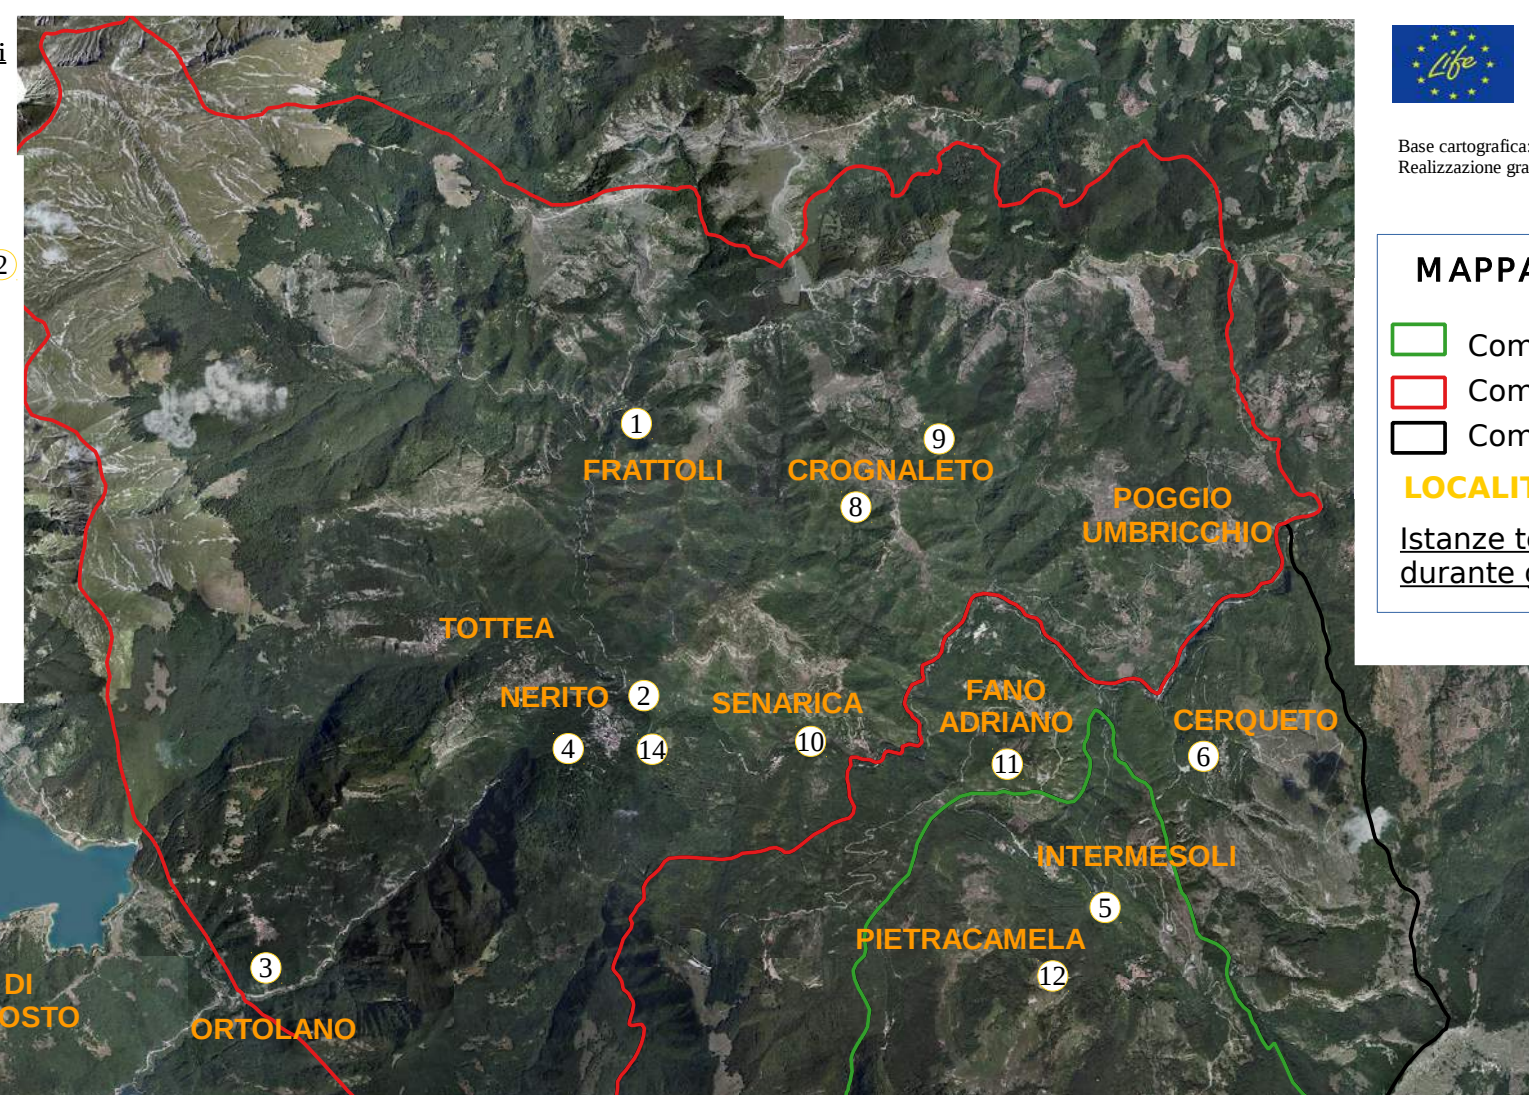 i
2
Life
Base cartografica:
Realizzazione gra
MAPPA
Com
Com
Com
LOCALIT
Istanze te
durante
1
FRATTOLI
9
CROGNALETO
8
POGGIO
UMBRICCHIO
TOTTEA
NERITO
2
4
14
SENARICA
10
FANO
ADRIANO
11
CERQUETO
6
INTERMESOLI
5
PIETRACAMELA
12
3
ORTOLANO
DI
OSTO